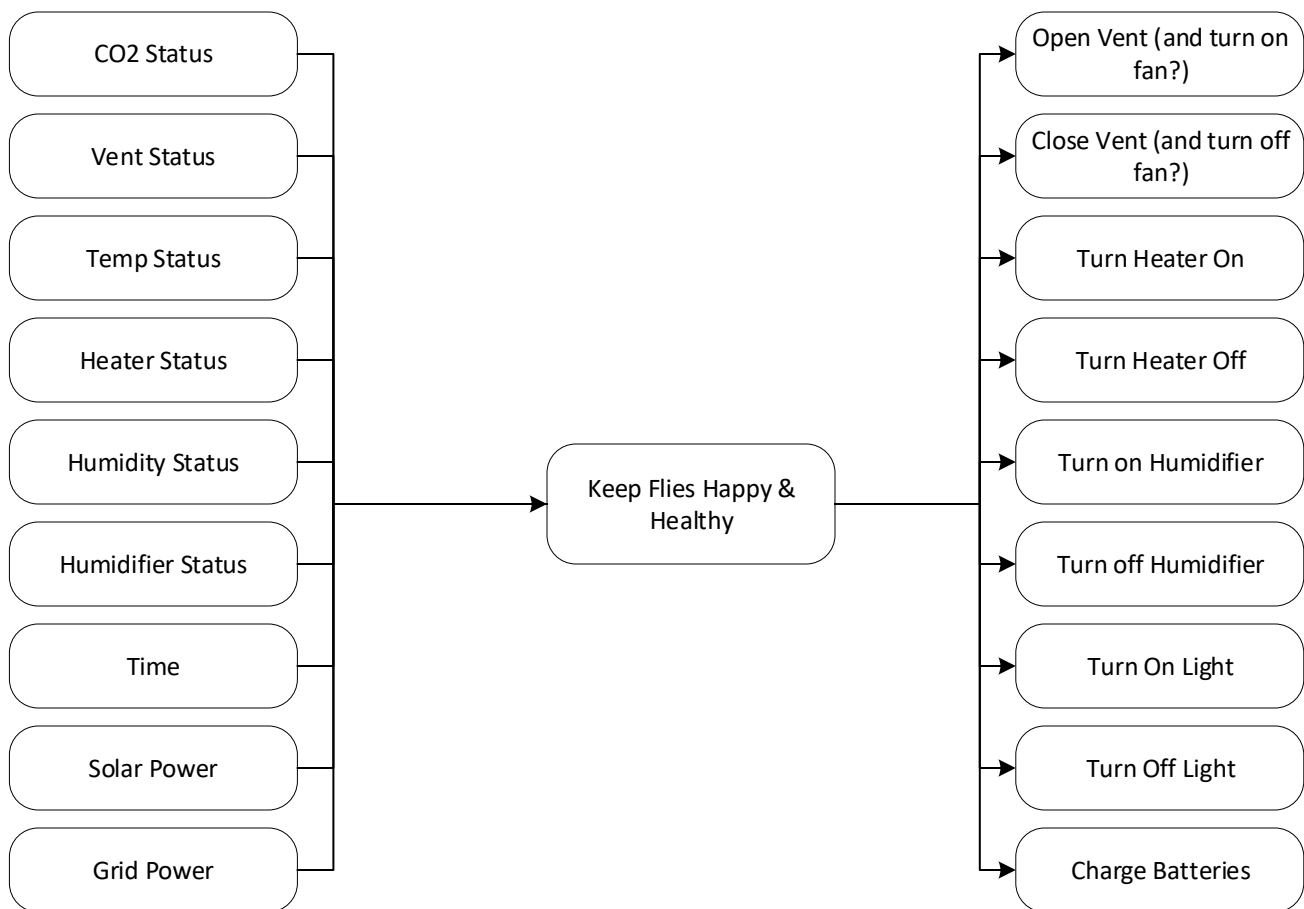 CO2 Status
Vent Status
Temp Status
Heater Status
Humidity Status
Humidifier Status
Time
Solar Power
Grid Power
Keep Flies Happy &
Healthy
Open Vent (and turn on
fan?)
Close Vent (and turn off
fan?)
Turn Heater On
Turn Heater Off
Turn on Humidifier
Turn off Humidifier
Turn On Light
Turn Off Light
Charge Batteries